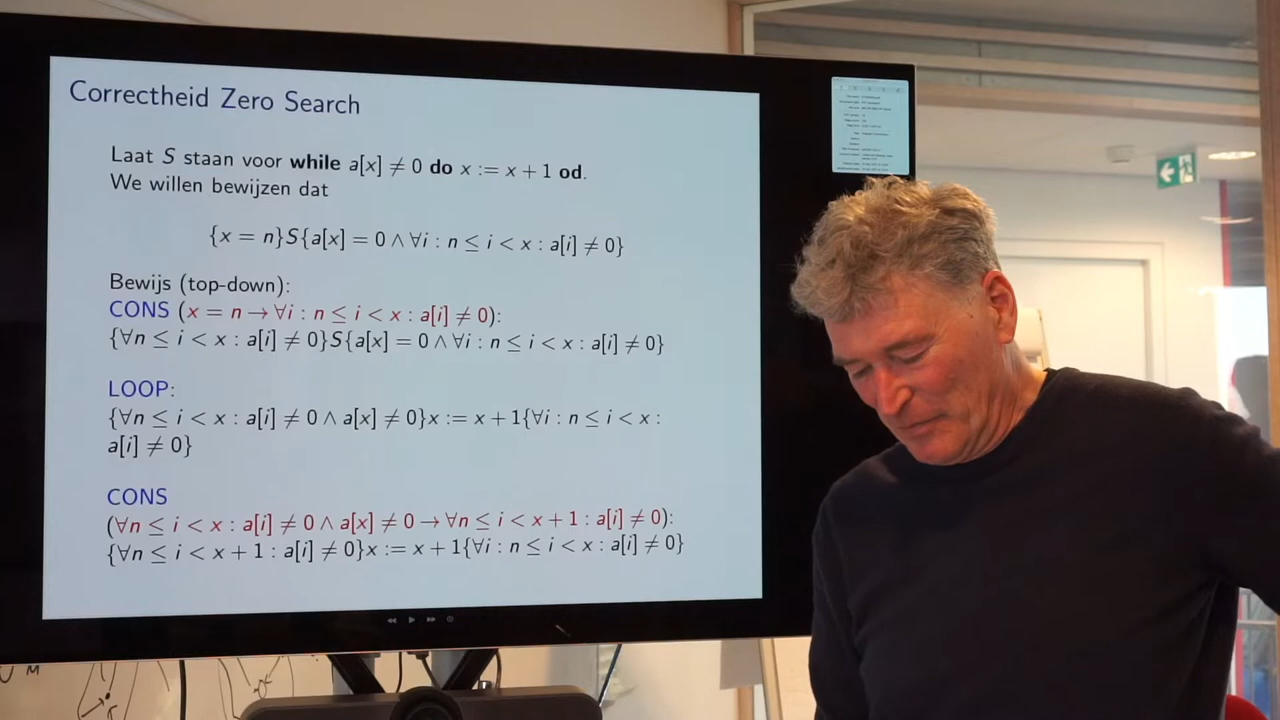 Correctheid Zero Search
Laat S staan voor while a[x] ≠ 0 do x := x + 1 od.
We willen bewijzen dat
{x = n}S{a[x] = 0 ∧ ∀i : n ≤ i < x : a[i] ≠ 0}
Bewijs (top-down):
CONS (x = n → ∀i : n ≤ i < x : a[i] ≠ 0):
{∀n ≤ i < x : a[i] ≠ 0}S{a[x] = 0 ∧ ∀i : n ≤ i < x : a[i] ≠ 0}
LOOP:
{∀n ≤ i < x : a[i] ≠ 0 ∧ a[x] ≠ 0}x := x + 1{∀i : n ≤ i < x :
a[i] ≠ 0}
CONS
(∀n ≤ i < x : a[i] ≠ 0 ∧ a[x] ≠ 0 → ∀n ≤ i < x + 1 : a[i] ≠ 0):
{∀n ≤ i < x + 1 : a[i] ≠ 0}x := x + 1{∀i : n ≤ i < x : a[i] ≠ 0}